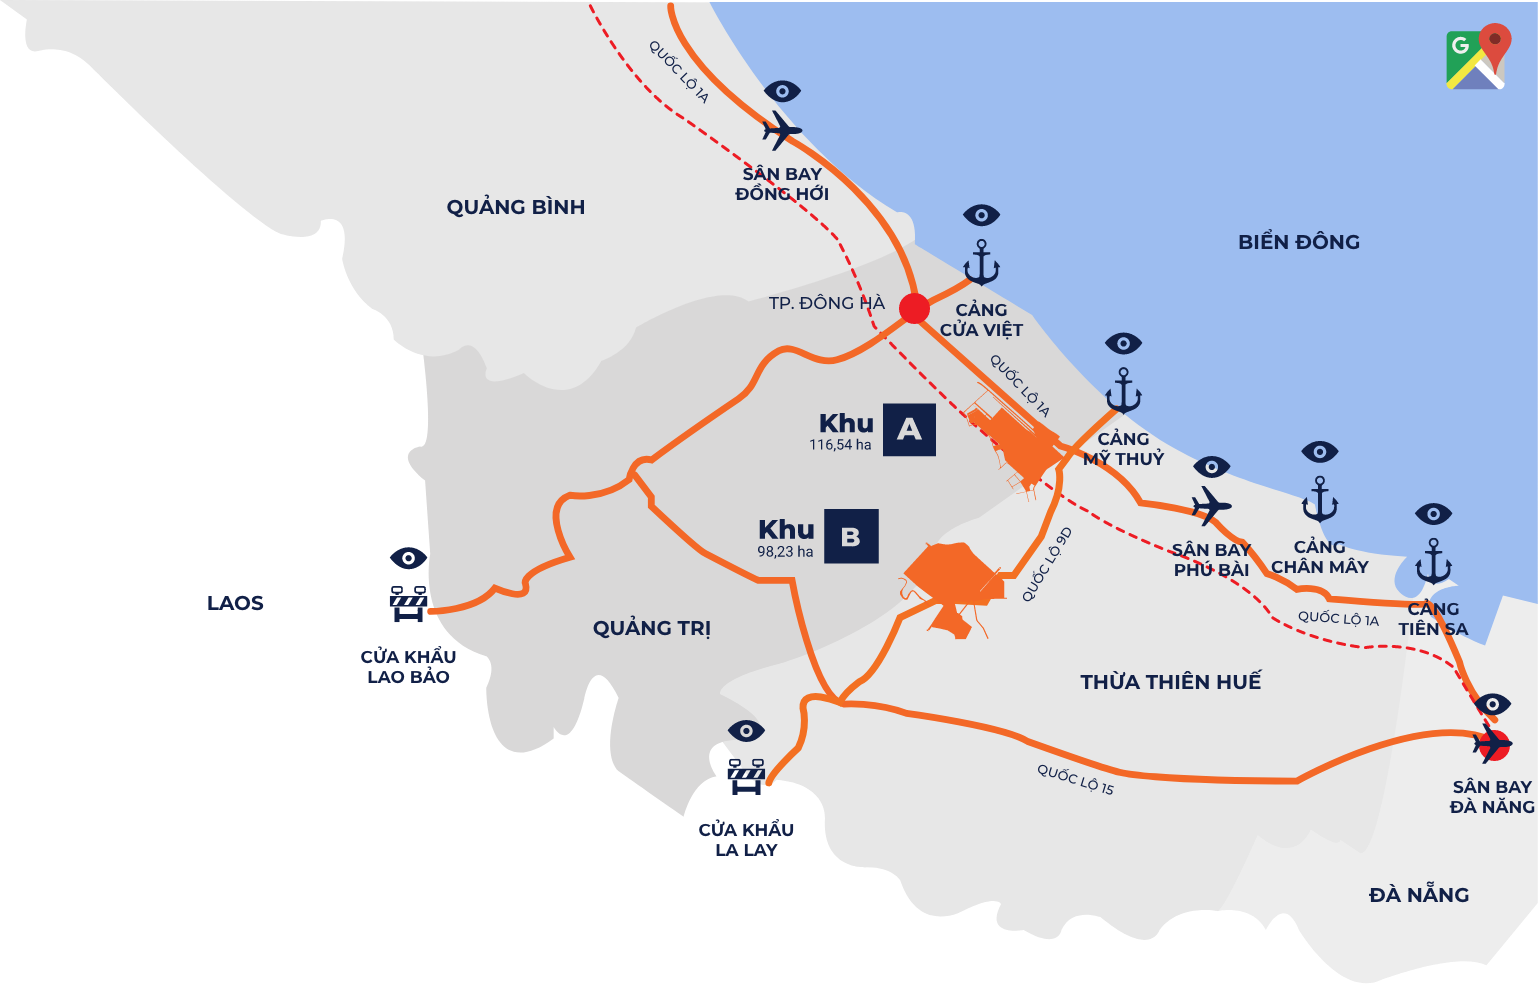 QUỐC LỘ 1A
G
SÂN BAY
ĐỒNG HỚI
QUẢNG BÌNH
BIỂN ĐÔNG
TP. ĐÔNG HÀ
CẢNG
CỬA VIỆT
QUỐC LỘ 1A
Khu
116,54 ha
A
CẢNG
MỸ THUỶ
Khu
98,23 ha
B
SÂN BAY
PHÚ BÀI
CẢNG
CHÂN MÂY
QUỐC LỘ 9D
LAOS
CẢNG
TIÊN SA
QUỐC LỘ 1A
QUẢNG TRỊ
CỬA KHẨU
LAO BẢO
THỪA THIÊN HUẾ
QUỐC LỘ 15
SÂN BAY
ĐÀ NĂNG
CỬA KHẨU
LA LAY
ĐÀ NẴNG